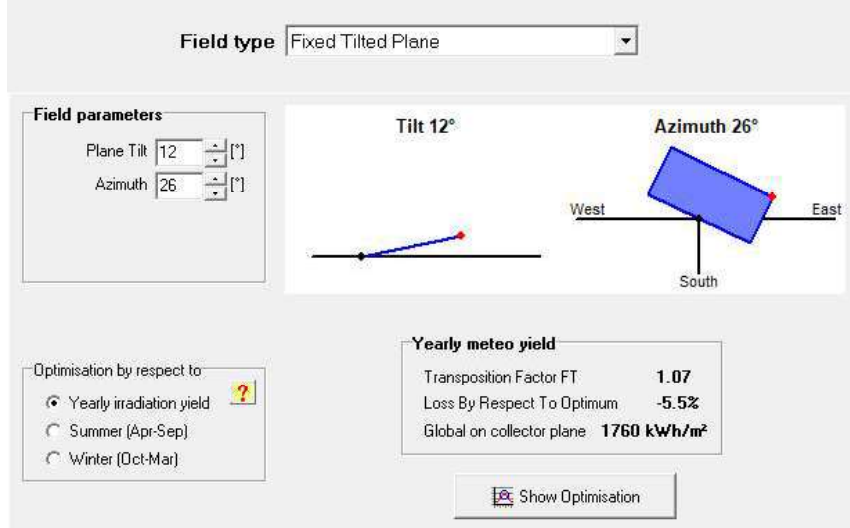 Field type Fixed Tilted Plane
Field parameters
Plane Tilt 12 [°]
Azimuth 26 [°]
Tilt 12°
Azimuth 26°
West
East
South
Optimisation by respect to
?
Yearly irradiation yield
Summer (Apr-Sep)
Winter (Oct-Mar)
Yearly meteo yield
Transposition Factor FT 1.07
Loss By Respect To Optimum -5.5%
Global on collector plane 1760 kWh/m²
Show Optimisation